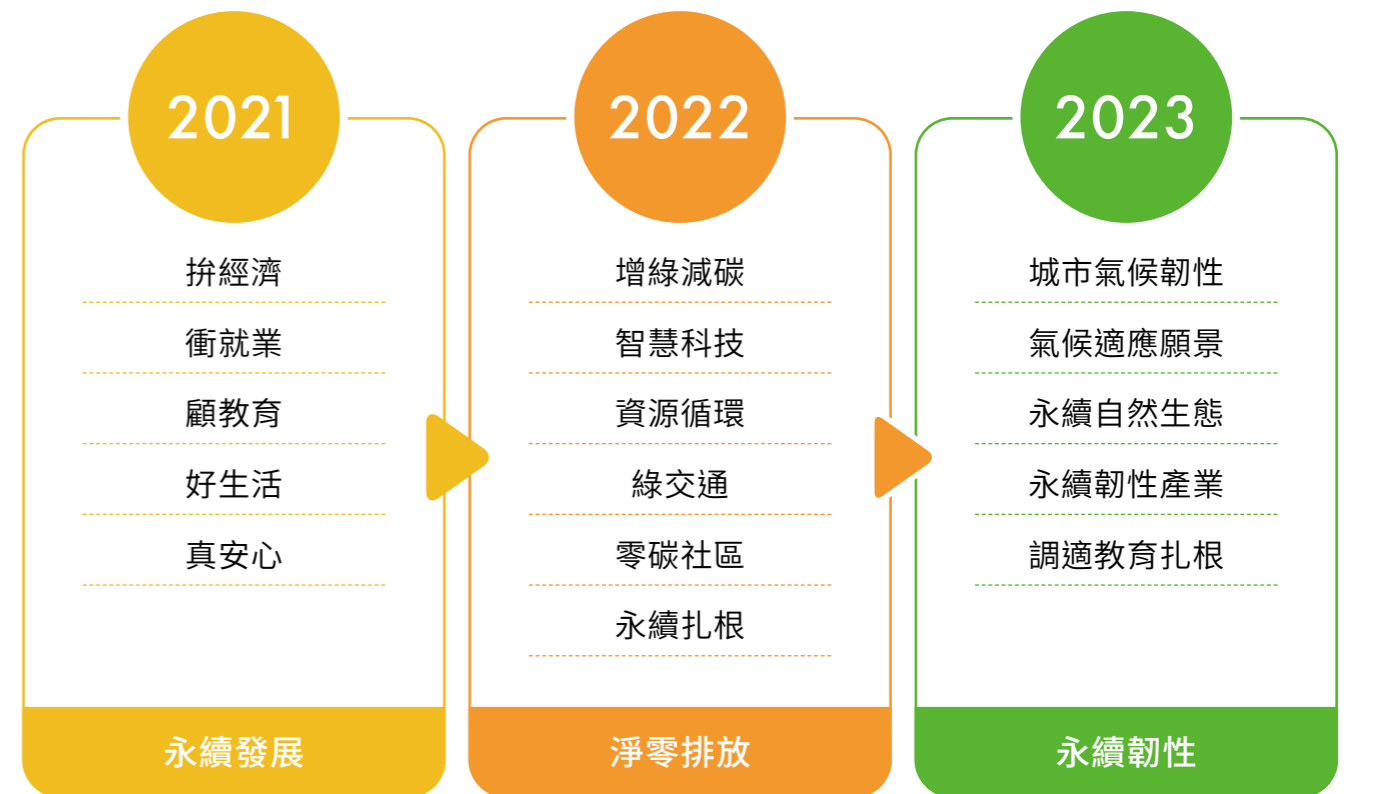 2021
拚經濟
衝就業
顧教育
好生活
真安心
永續發展
2022
增綠減碳
智慧科技
資源循環
綠交通
零碳社區
永續扎根
淨零排放
2023
城市氣候韌性
氣候適應願景
永續自然生態
永續韌性產業
調適教育扎根
永續韌性